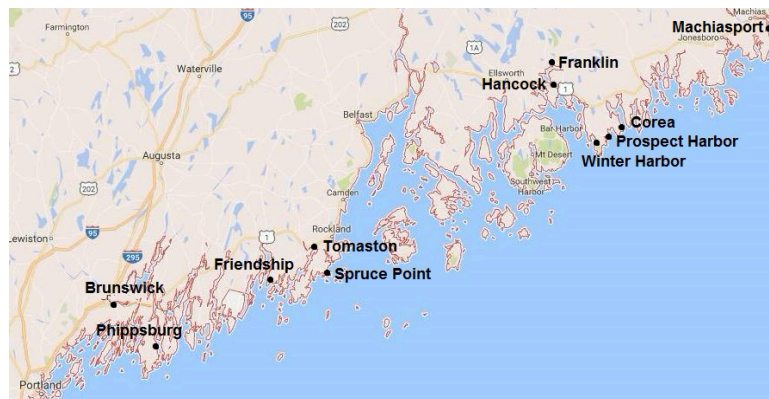 Farmington
95
202
Machias
Machiasport
Jonesboro
1A
Franklin
2
Waterville
Ellsworth
Hancock
1
Belfast
Corea
Bar Harbor
Prospect Harbor
Augusta
Mt Desert
Winter Harbor
Southwest
Harbor
202
Camden
Rockland
95
1
Lewiston
Tomaston
295
Friendship
Spruce Point
Brunswick
Phippsburg
Portland